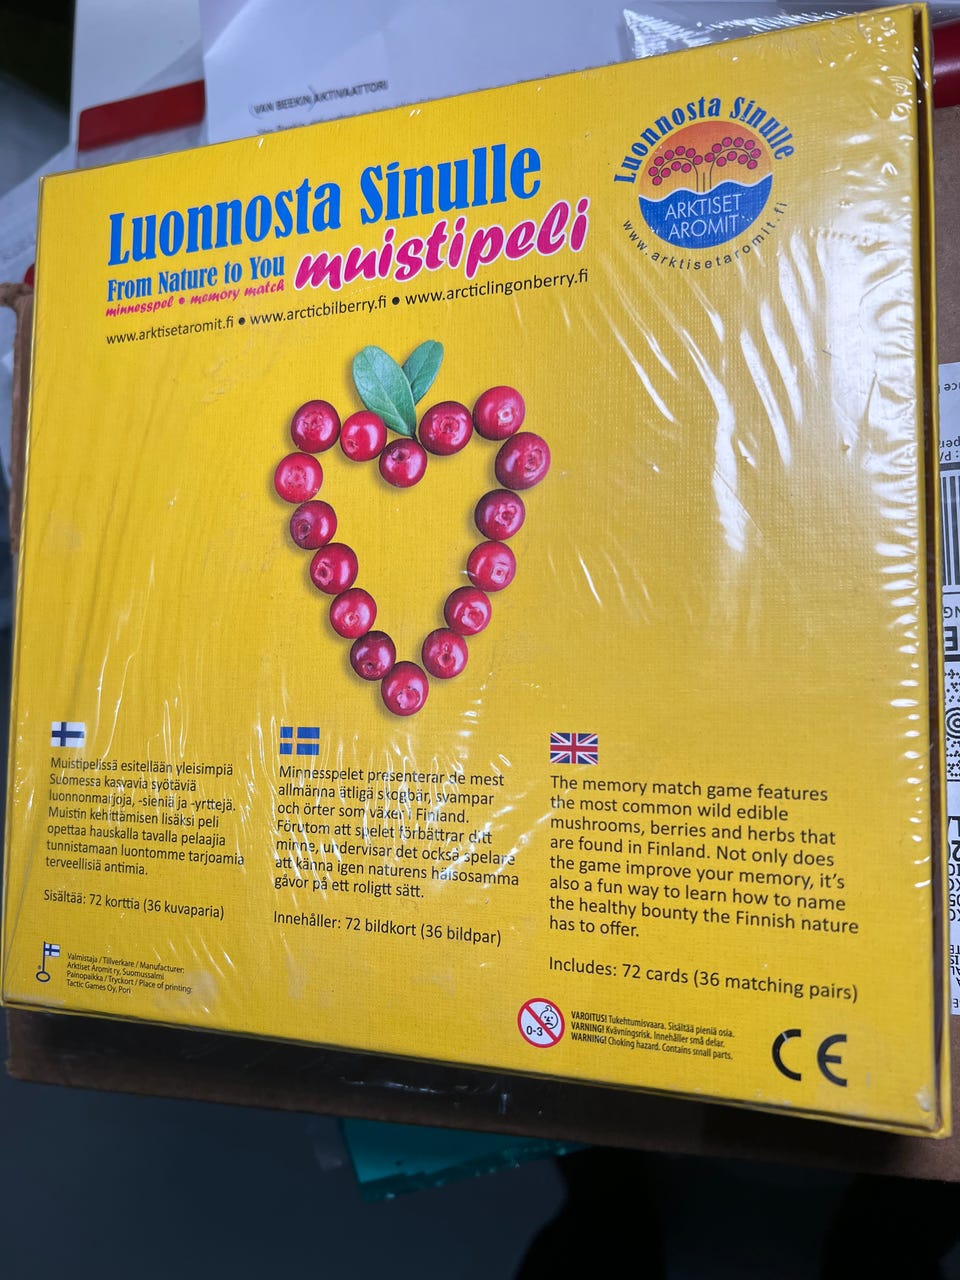 VAN BEEKIN AKTIVAATTORI
Luonnosta Sinulle
ARKTISET
AROMIT
www.arktisetaromit.fi
Luonnosta Sinulle
From Nature to You
muistipeli
minnesspel • memory match
www.arktisetaromit.fi • www.arcticbilberry.fi • www.arcticlingonberry.fi
Muistipelissä esitellään yleisimpiä
Suomessa kasvavia syötäviä
luonnonmarjoja, -sieniä ja -yrttejä.
Muistin kehittämisen lisäksi peli
opettaa hauskalla tavalla pelaajia
tunnistamaan luontomme tarjoamia
terveellisiä antimia.
Sisältää: 72 korttia (36 kuvaparia)
Minnesspelet presenterar de mest
allmänna ätliga skogbär, svampar
och örter som växer i Finland.
Förutom att spelet förbättrar ditt
minne, undervisar det också spelare
att känna igen naturens hälsosamma
gåvor på ett roligt sätt.
Innehåller: 72 bildkort (36 bildpar)
The memory match game features
the most common wild edible
mushrooms, berries and herbs that
are found in Finland. Not only does
the game improve your memory, it's
also a fun way to learn how to name
the healthy bounty the Finnish nature
has to offer.
Includes: 72 cards (36 matching pairs)
Valmistaja / Tillverkare / Manufacturer:
Arktiset Aromit ry, Suomussalmi
Painopaikka / Tryckort / Place of printing:
Tactic Games Oy, Pori
0-3
VAROITUS! Tukehtumisvaara. Sisältää pieniä osia.
VARNING! Kvävningsrisk. Innehåller små delar.
WARNING! Choking hazard. Contains small parts.
CE